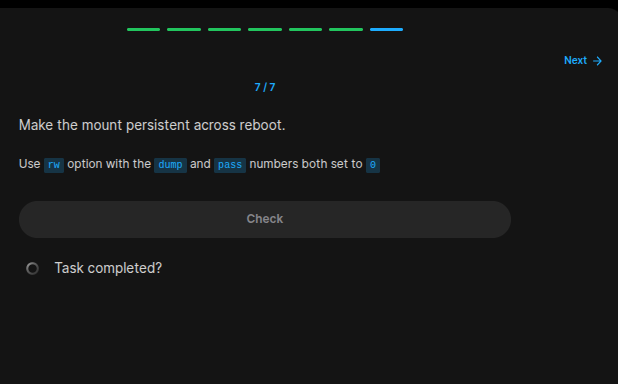 Next →
7 / 7
Make the mount persistent across reboot.
Use rw option with the dump and pass numbers both set to 0
Check
Task completed?